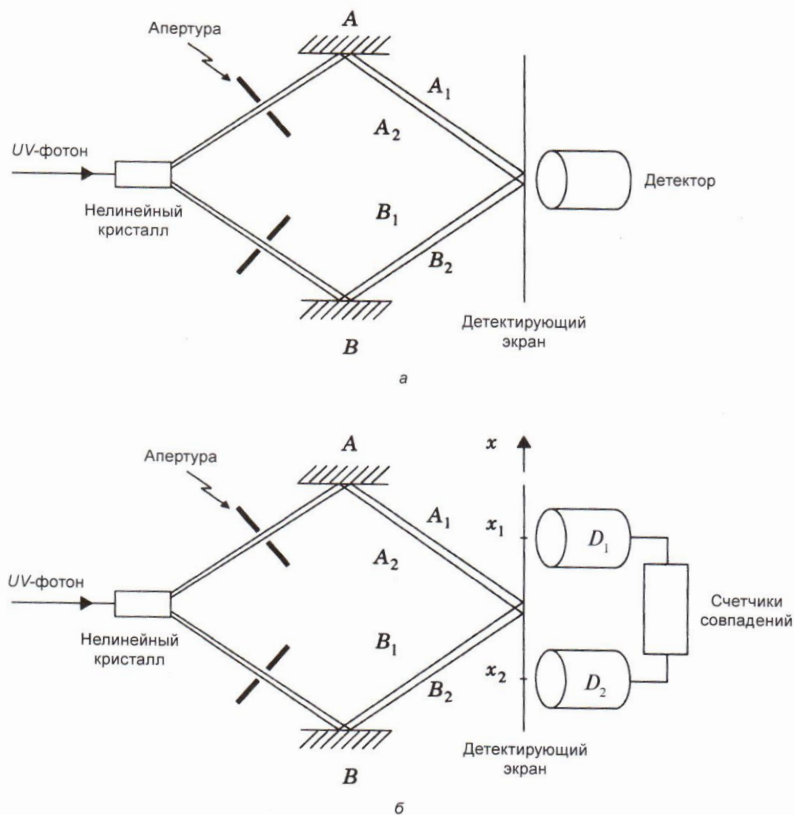 A
Апертура
A₁
A₂
UV-фотон
Нелинейный
кристалл
Детектор
B₁
B₂
Детектирующий
экран
B
а
A
x
Апертура
A₁
x₁
D₁
A₂
UV-фотон
Нелинейный
кристалл
Счетчики
совпадений
B₁
x₂
D₂
B₂
Детектирующий
экран
B
б